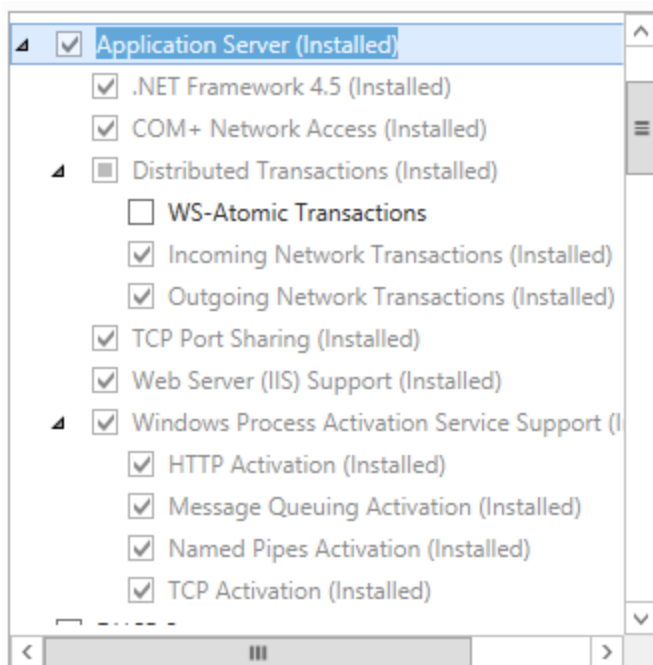 Application Server (Installed)
.NET Framework 4.5 (Installed)
COM+ Network Access (Installed)
Distributed Transactions (Installed)
WS-Atomic Transactions
Incoming Network Transactions (Installed)
Outgoing Network Transactions (Installed)
TCP Port Sharing (Installed)
Web Server (IIS) Support (Installed)
Windows Process Activation Service Support (I
HTTP Activation (Installed)
Message Queuing Activation (Installed)
Named Pipes Activation (Installed)
TCP Activation (Installed)